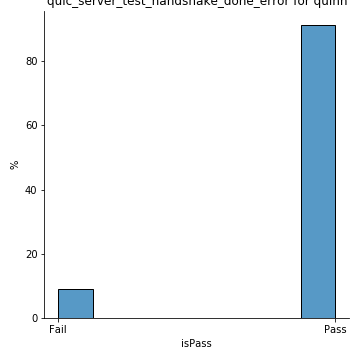 quic_server_test_handshake_done_error for quinn
80
60
%
40
20
0
Fail
Pass
isPass